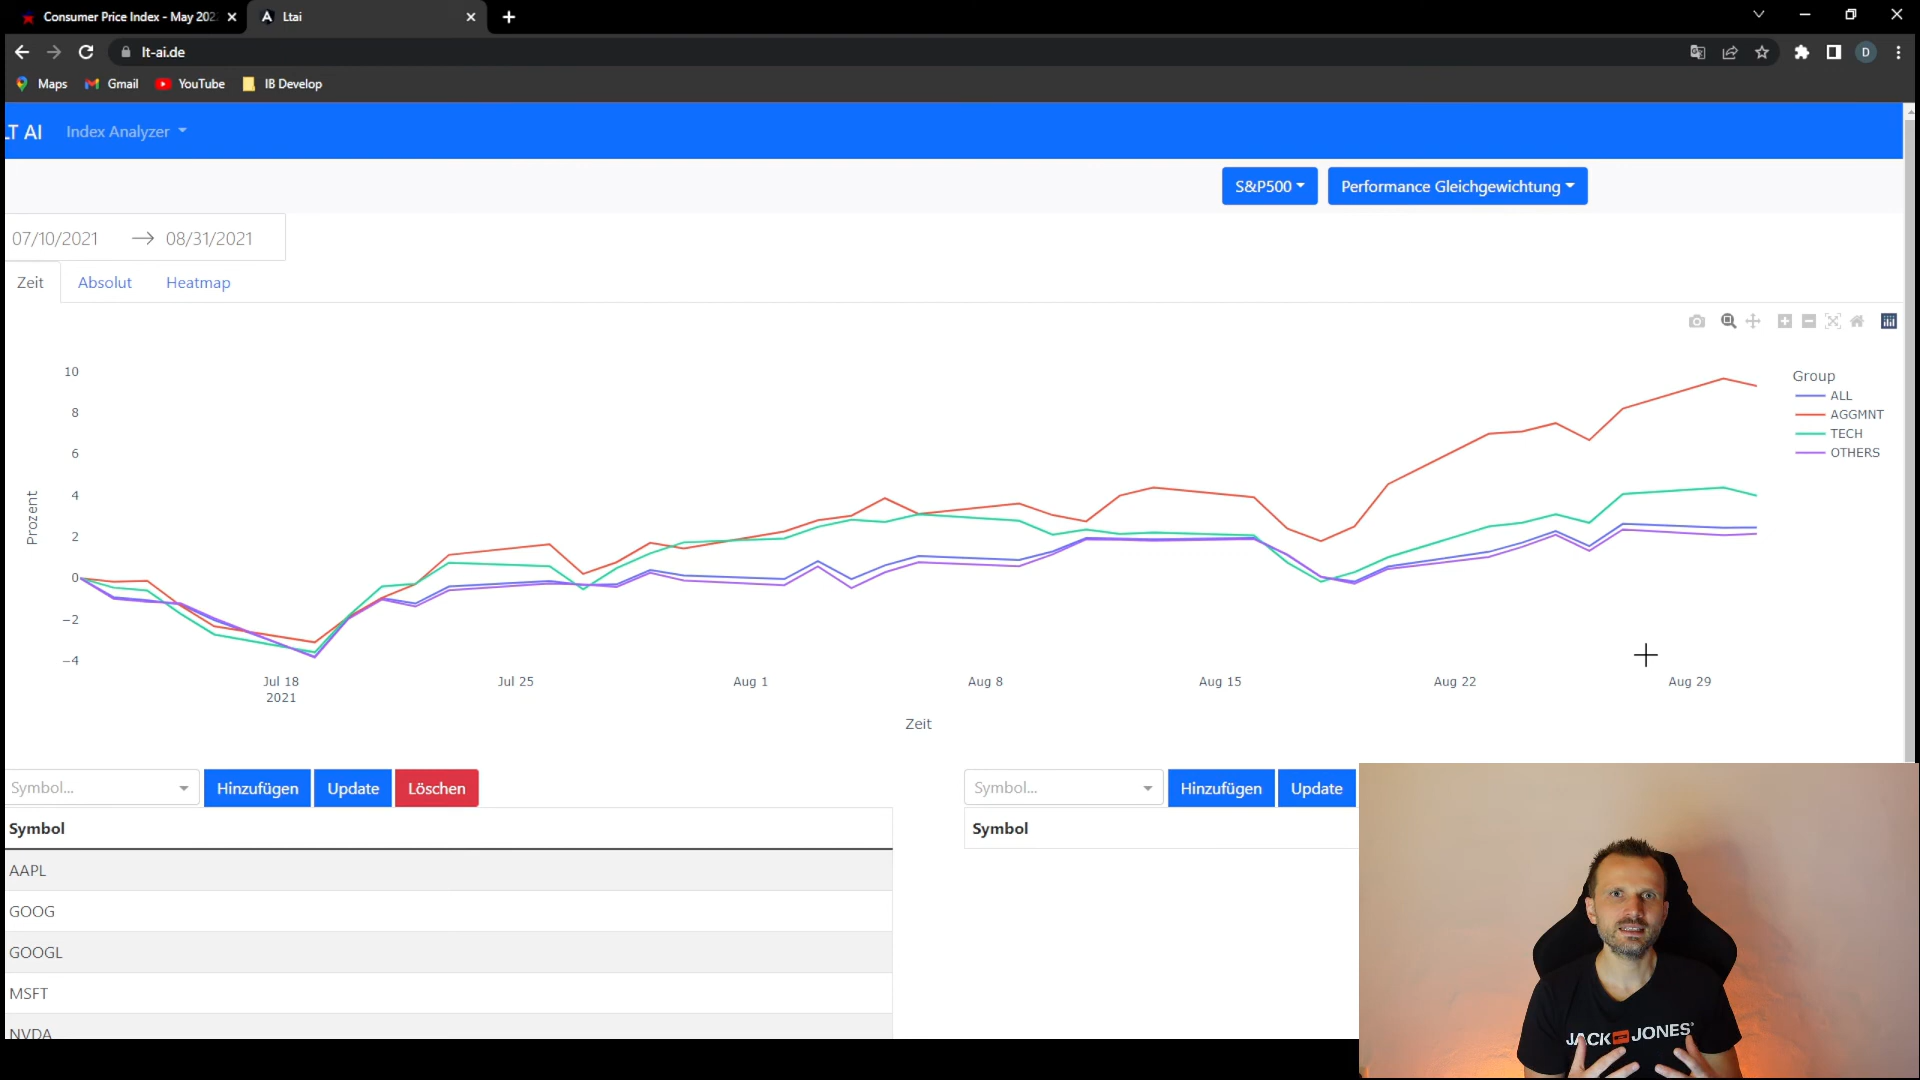 Consumer Price Index - May 202
Ltai
lt-ai.de
D
Maps
Gmail
YouTube
IB Develop
LT AI
Index Analyzer
S&P500
Performance Gleichgewichtung
07/10/2021
08/31/2021
Zeit
Absolut
Heatmap
10
8
6
4
2
0
−2
−4
Prozent
Group
ALL
AGGMNT
TECH
OTHERS
Jul 18
2021
Jul 25
Aug 1
Aug 8
Aug 15
Aug 22
Aug 29
Zeit
Symbol...
Hinzufügen
Update
Löschen
Symbol...
Hinzufügen
Update
Symbol
Symbol
AAPL
GOOG
GOOGL
MSFT
NVDA
JACK JONES